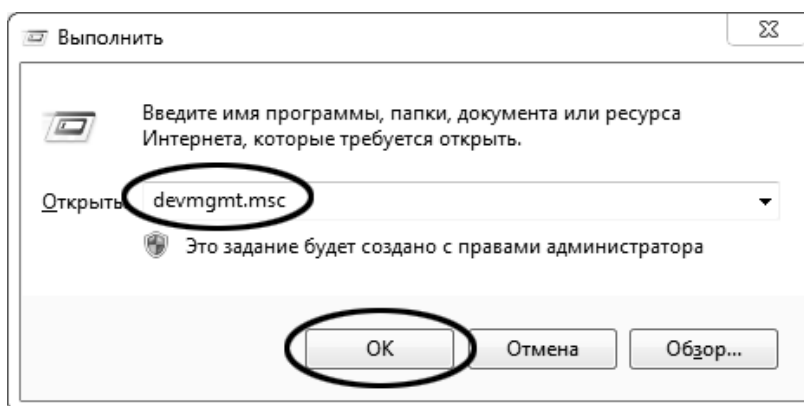 Выполнить
Введите имя программы, папки, документа или ресурса
Интернета, которые требуется открыть.
Открыть devmgmt.msc
Это задание будет создано с правами администратора
ОК Отмена Обзор...